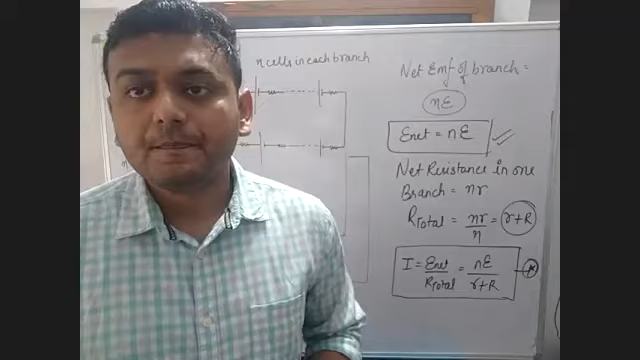 n cells in each branch
Net Emf of branch =
nE
Enet = nE
Net Resistance in one
Branch = nr
RTotal = nr/n = r+R
I = Enet/RTotal = nE/r+R